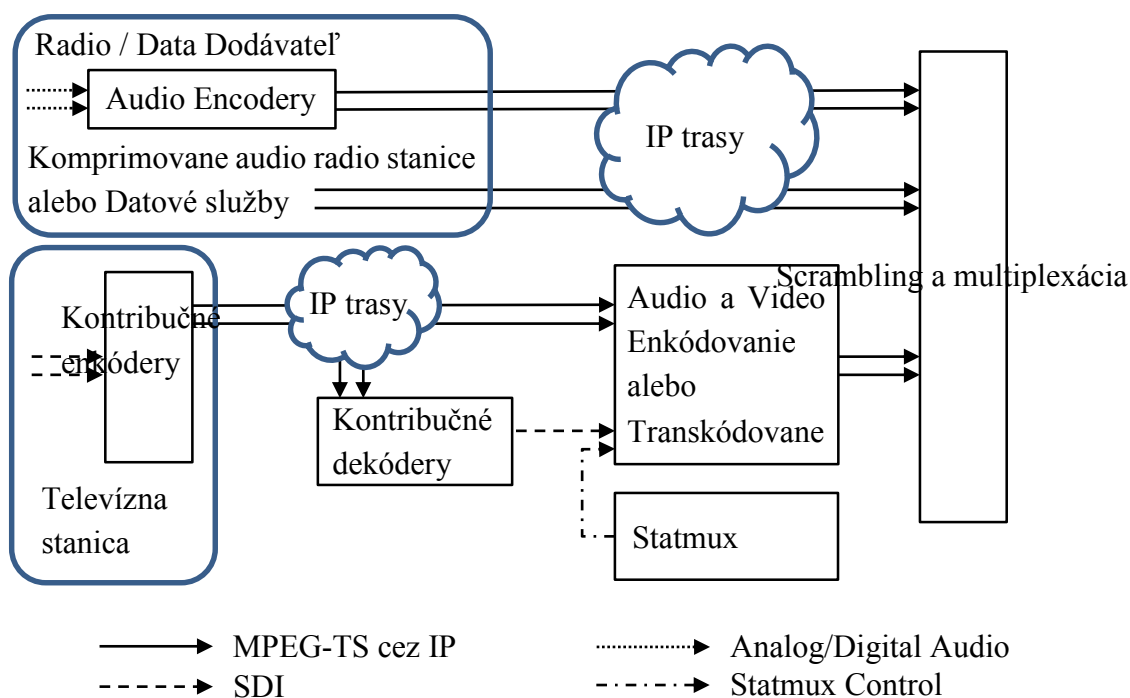 Radio / Data Dodávateľ
Audio Encodery
IP trasy
Komprimovane audio radio stanice
alebo Datové služby
Scrambling a multiplexácia
Kontribučné
enkódery
IP trasy
Audio a Video
Enkódovanie
alebo
Transkódovane
Kontribučné
dekódery
Televízna
stanica
Statmux
MPEG-TS cez IP
Analog/Digital Audio
SDI
Statmux Control